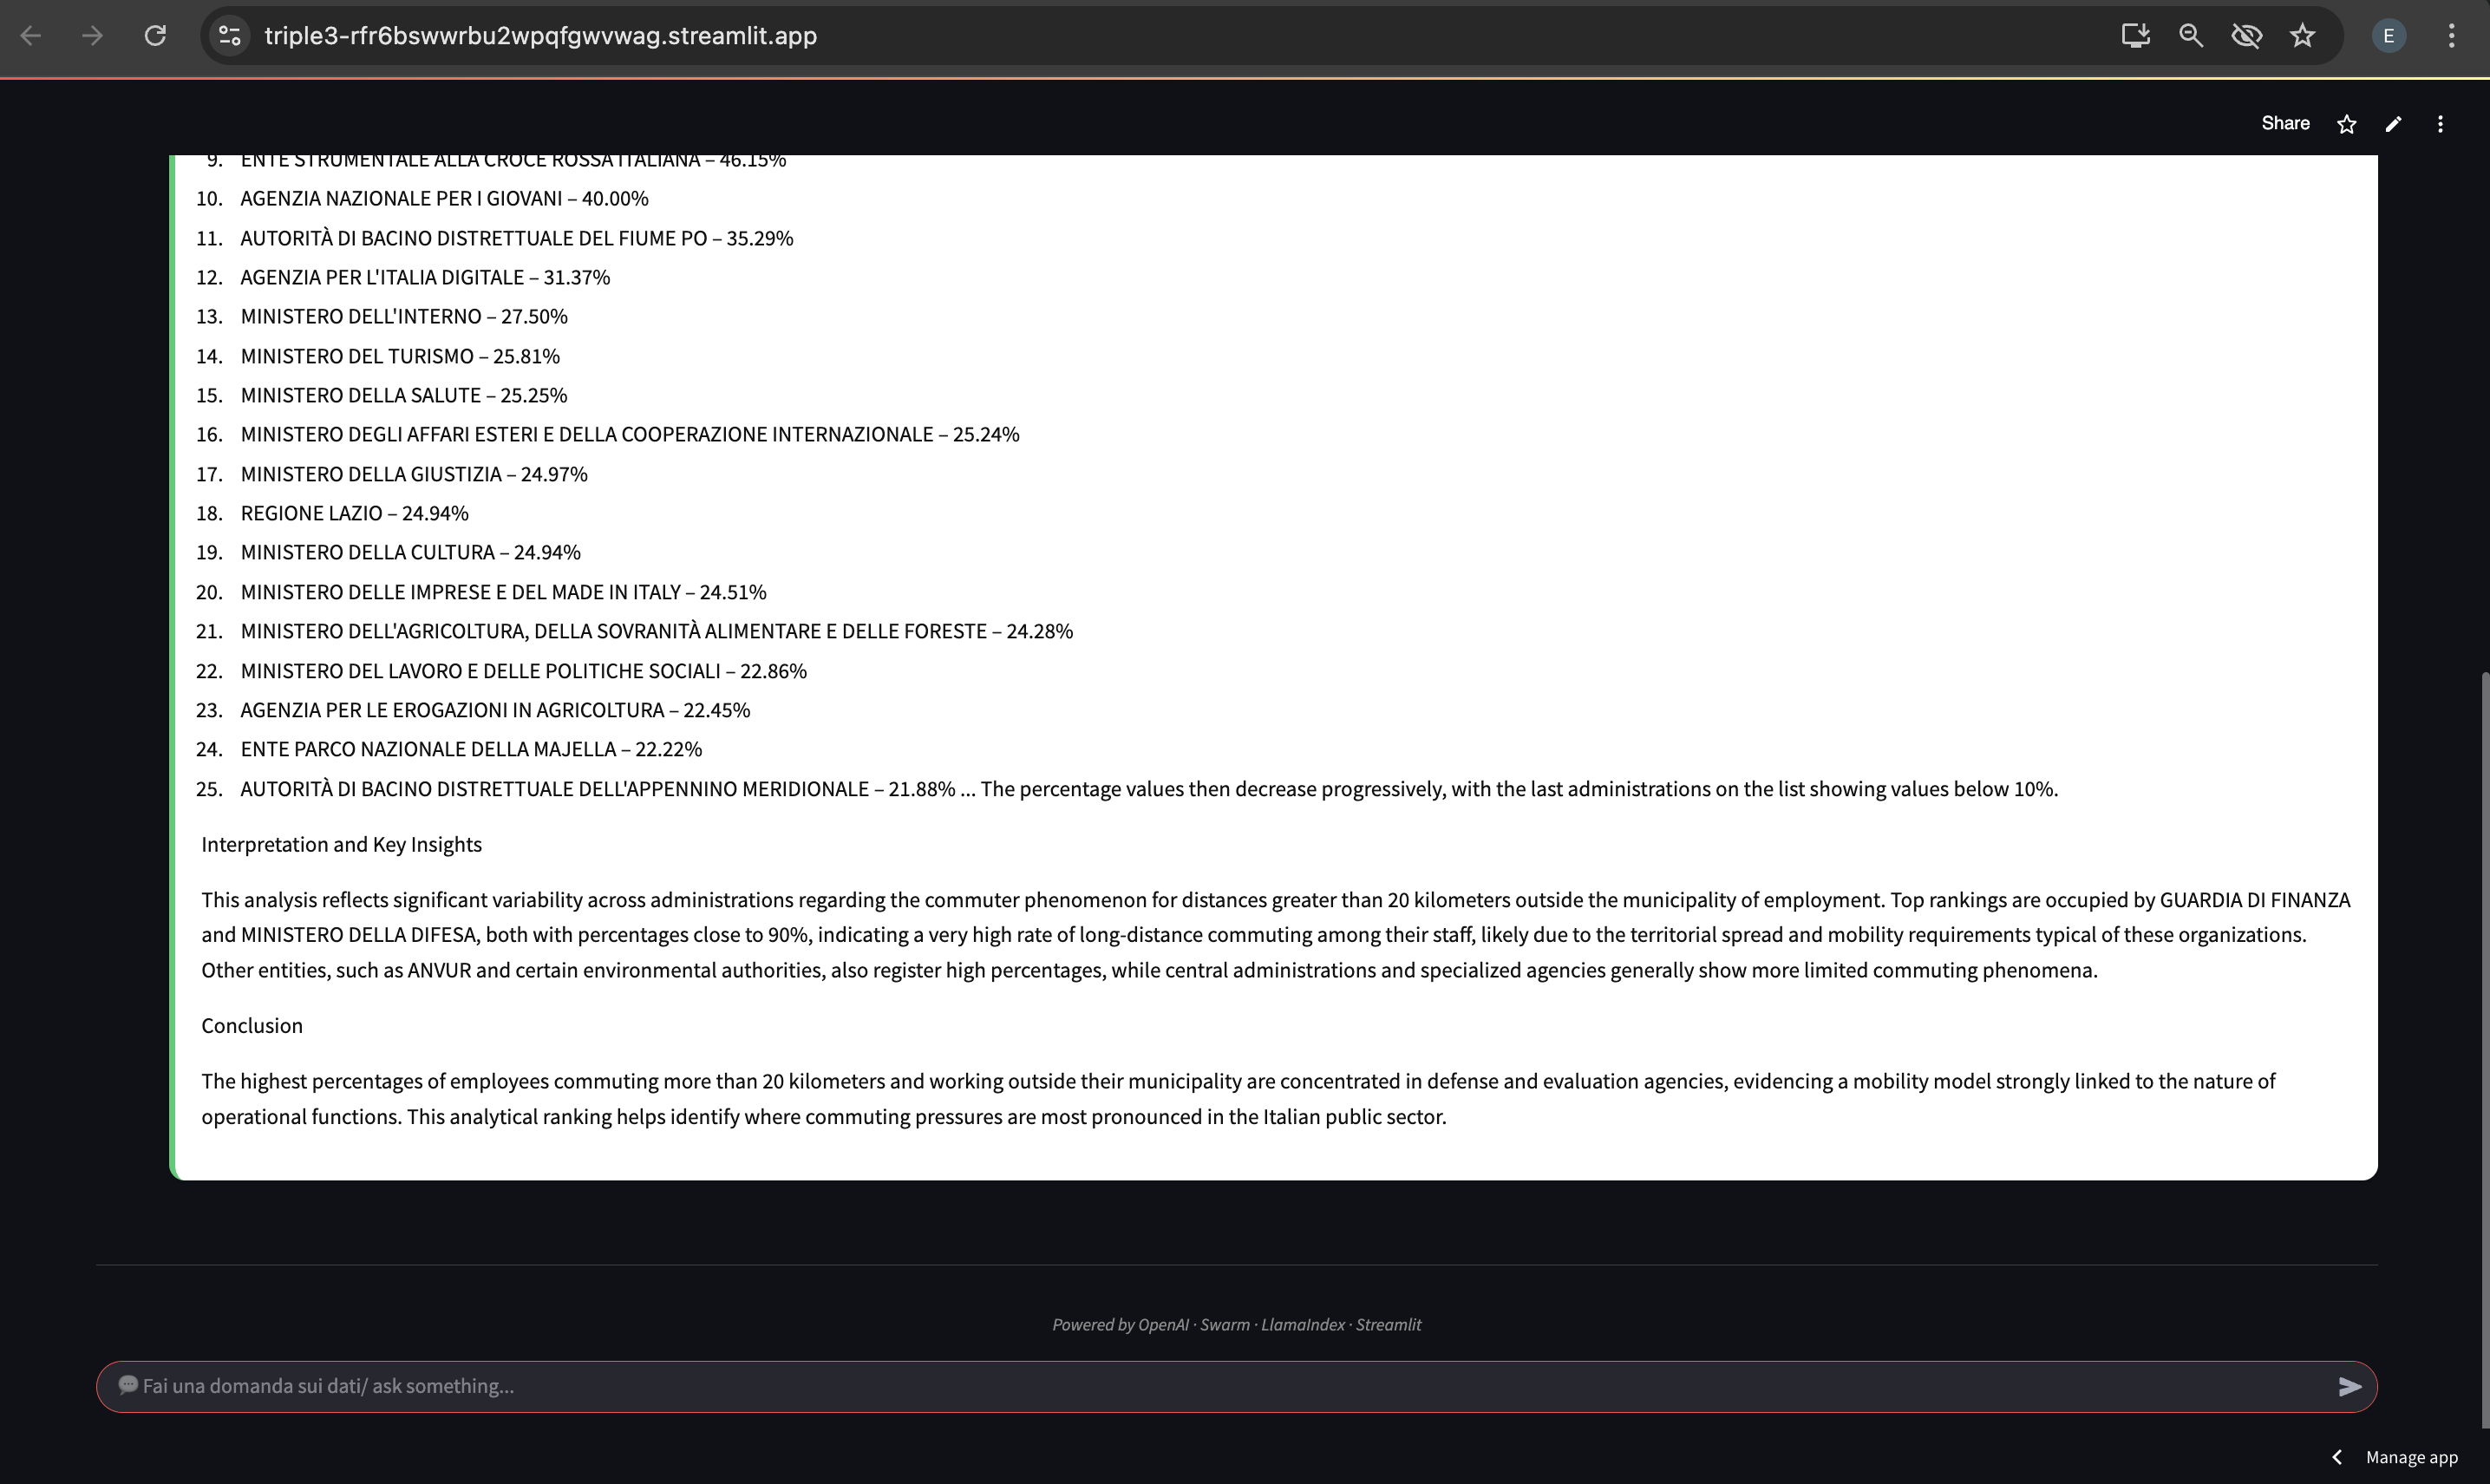 triple3-rfr6bswwrbu2wpqfgwvwag.streamlit.app
E
Share
9. ENTE STRUMENTALE ALLA CROCE ROSSA ITALIANA – 46.15%
10. AGENZIA NAZIONALE PER I GIOVANI – 40.00%
11. AUTORITÀ DI BACINO DISTRETTUALE DEL FIUME PO – 35.29%
12. AGENZIA PER L'ITALIA DIGITALE – 31.37%
13. MINISTERO DELL'INTERNO – 27.50%
14. MINISTERO DEL TURISMO – 25.81%
15. MINISTERO DELLA SALUTE – 25.25%
16. MINISTERO DEGLI AFFARI ESTERI E DELLA COOPERAZIONE INTERNAZIONALE – 25.24%
17. MINISTERO DELLA GIUSTIZIA – 24.97%
18. REGIONE LAZIO – 24.94%
19. MINISTERO DELLA CULTURA – 24.94%
20. MINISTERO DELLE IMPRESE E DEL MADE IN ITALY – 24.51%
21. MINISTERO DELL'AGRICOLTURA, DELLA SOVRANITÀ ALIMENTARE E DELLE FORESTE – 24.28%
22. MINISTERO DEL LAVORO E DELLE POLITICHE SOCIALI – 22.86%
23. AGENZIA PER LE EROGAZIONI IN AGRICOLTURA – 22.45%
24. ENTE PARCO NAZIONALE DELLA MAJELLA – 22.22%
25. AUTORITÀ DI BACINO DISTRETTUALE DELL'APPENNINO MERIDIONALE – 21.88% ... The percentage values then decrease progressively, with the last administrations on the list showing values below 10%.
Interpretation and Key Insights
This analysis reflects significant variability across administrations regarding the commuter phenomenon for distances greater than 20 kilometers outside the municipality of employment. Top rankings are occupied by GUARDIA DI FINANZA
and MINISTERO DELLA DIFESA, both with percentages close to 90%, indicating a very high rate of long-distance commuting among their staff, likely due to the territorial spread and mobility requirements typical of these organizations.
Other entities, such as ANVUR and certain environmental authorities, also register high percentages, while central administrations and specialized agencies generally show more limited commuting phenomena.
Conclusion
The highest percentages of employees commuting more than 20 kilometers and working outside their municipality are concentrated in defense and evaluation agencies, evidencing a mobility model strongly linked to the nature of
operational functions. This analytical ranking helps identify where commuting pressures are most pronounced in the Italian public sector.
Powered by OpenAI · Swarm · LlamaIndex · Streamlit
Fai una domanda sui dati/ ask something...
Manage app